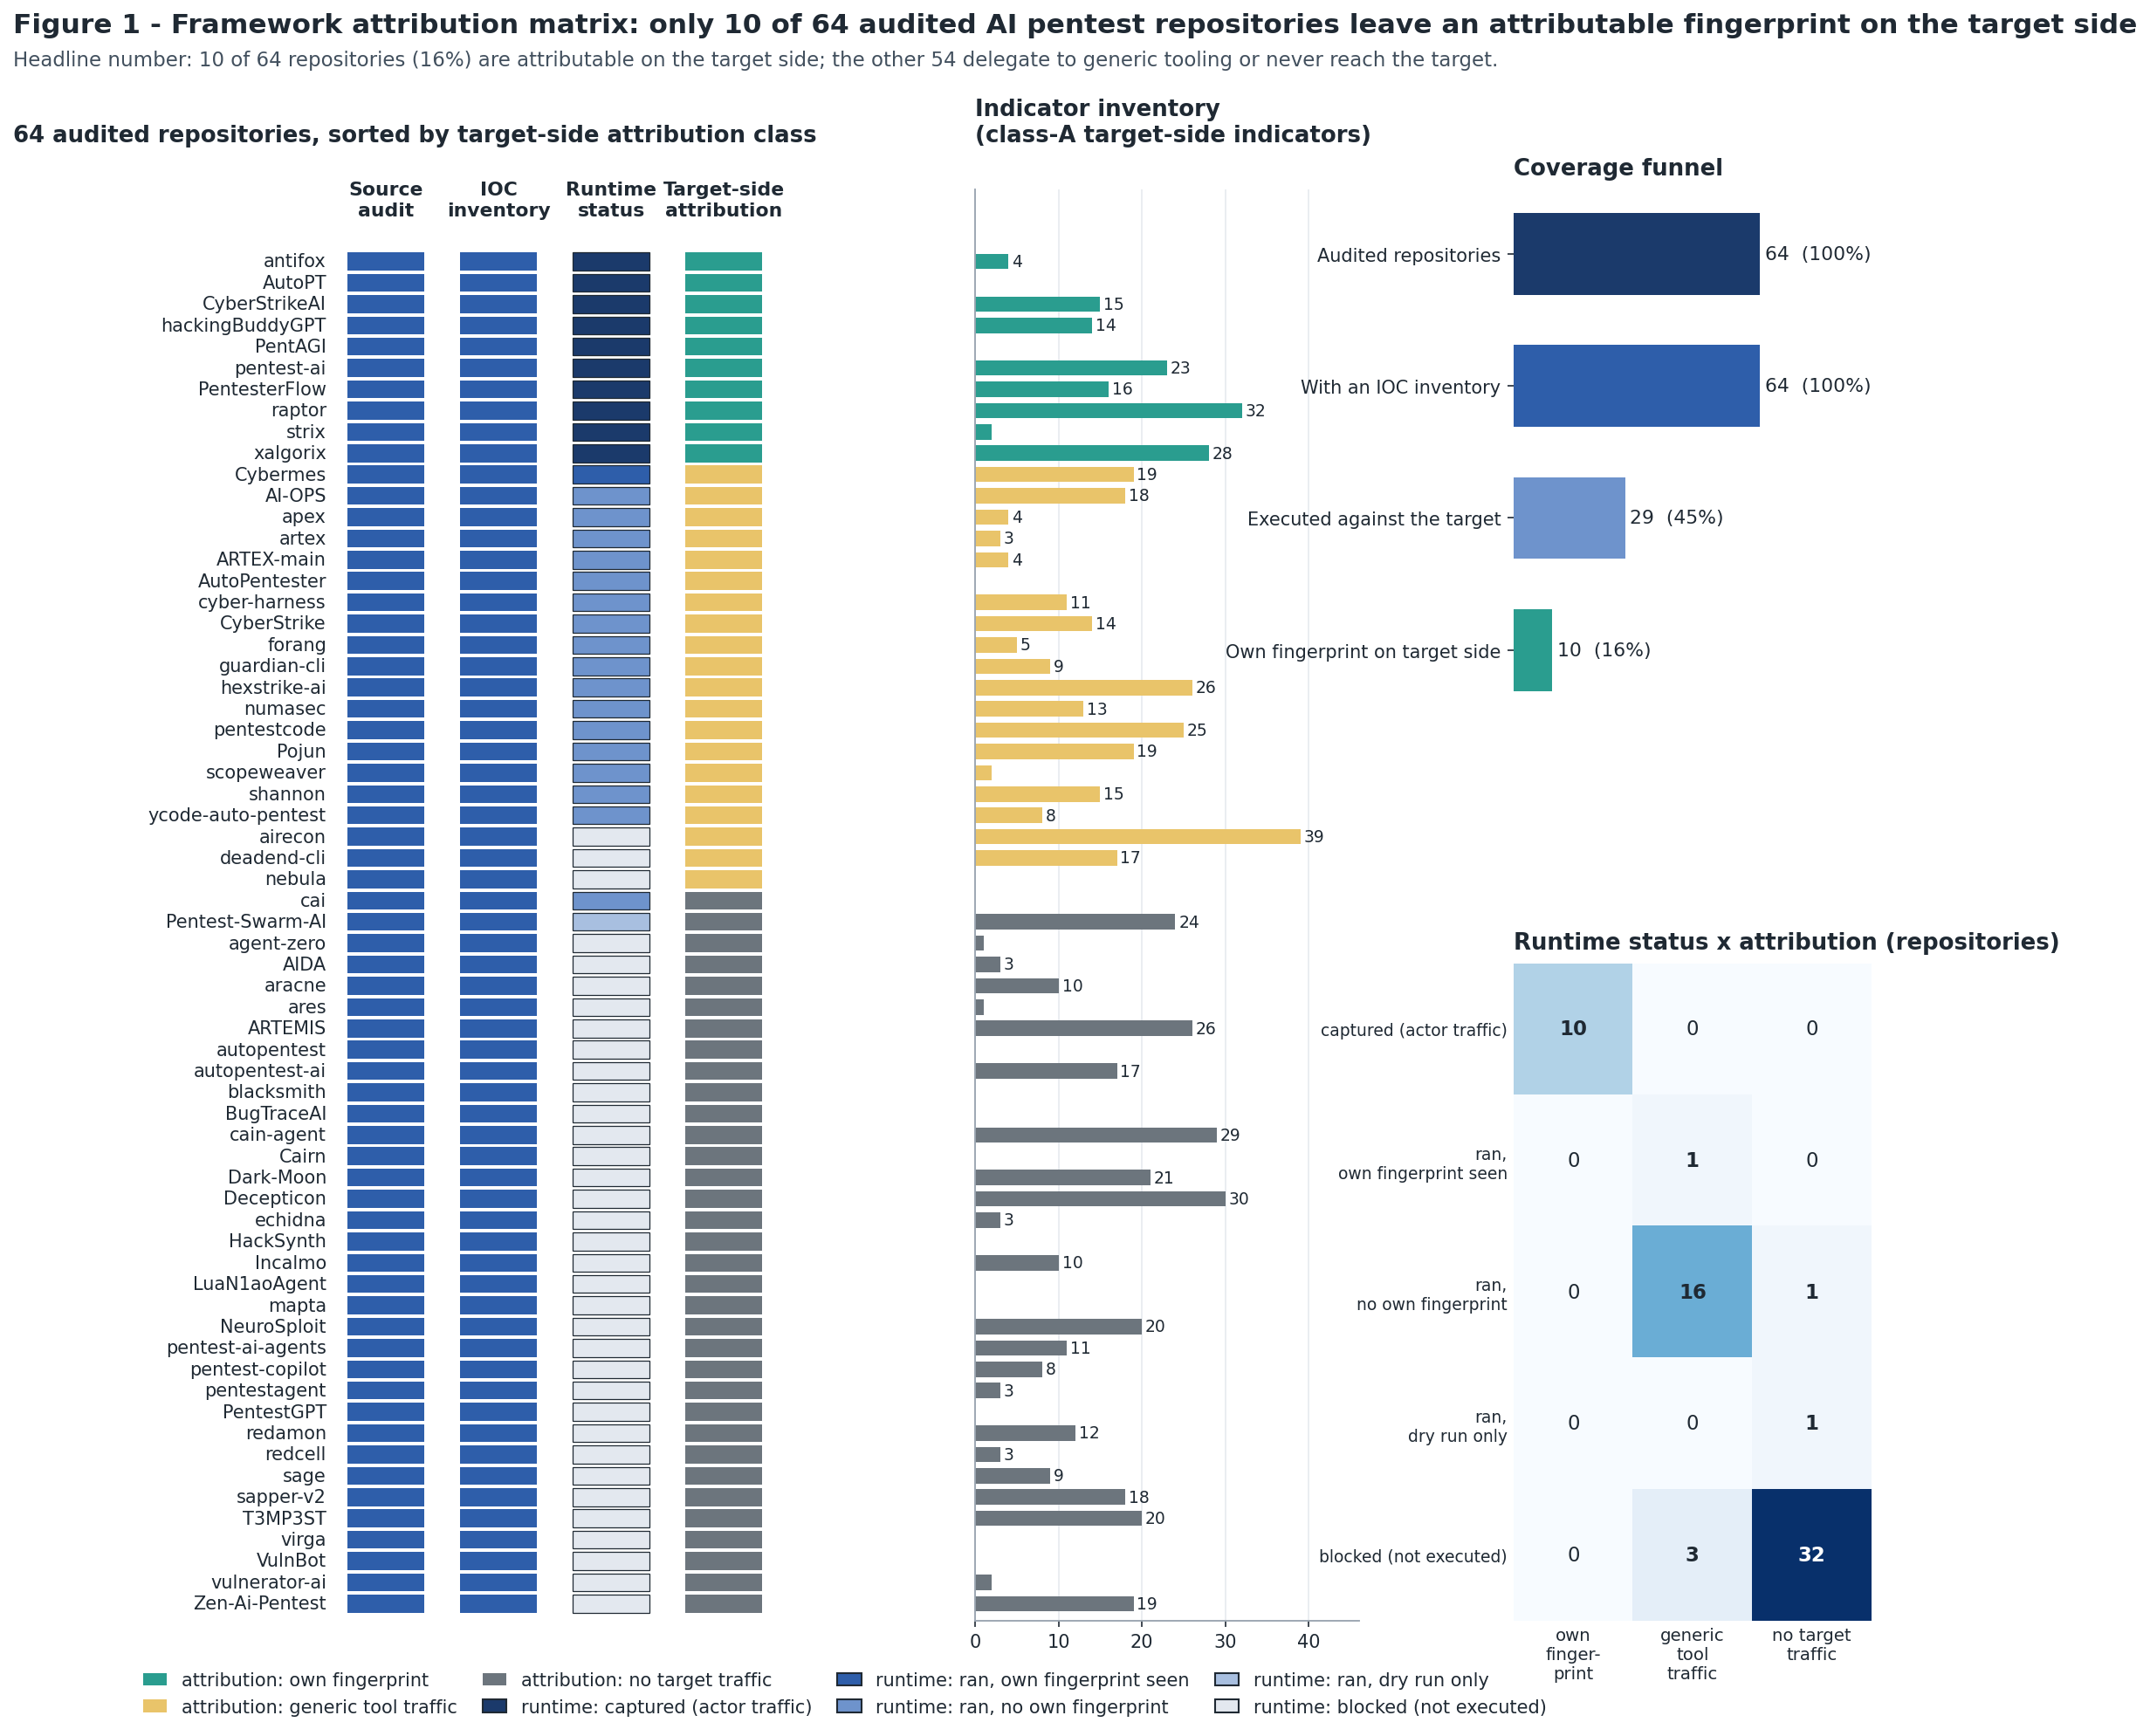 Figure 1 - Framework attribution matrix: only 10 of 64 audited AI pentest repositories leave an attributable fingerprint on the target side
Headline number: 10 of 64 repositories (16%) are attributable on the target side; the other 54 delegate to generic tooling or never reach the target.
64 audited repositories, sorted by target-side attribution class
Source
audit
IOC
inventory
Runtime
status
Target-side
attribution
antifox
AutoPT
CyberStrikeAI
hackingBuddyGPT
PentAGI
pentest-ai
PentesterFlow
raptor
strix
xalgorix
Cybermes
AI-OPS
apex
artex
ARTEX-main
AutoPentester
cyber-harness
CyberStrike
forang
guardian-cli
hexstrike-ai
numasec
pentestcode
Pojun
scopeweaver
shannon
ycode-auto-pentest
airecon
deadend-cli
nebula
cai
Pentest-Swarm-AI
agent-zero
AIDA
aracne
ares
ARTEMIS
autopentest
autopentest-ai
blacksmith
BugTraceAI
cain-agent
Cairn
Dark-Moon
Decepticon
echidna
HackSynth
Incalmo
LuaN1aoAgent
mapta
NeuroSploit
pentest-ai-agents
pentest-copilot
pentestagent
PentestGPT
redamon
redcell
sage
sapper-v2
T3MP3ST
virga
VulnBot
vulnerator-ai
Zen-Ai-Pentest
Indicator inventory
(class-A target-side indicators)
4
15
14
23
16
32
28
19
18
4
3
4
11
14
5
9
26
13
25
19
15
8
39
17
24
3
10
26
17
29
21
30
3
10
20
11
8
3
12
3
9
18
20
19
0
10
20
30
40
Coverage funnel
Audited repositories
64 (100%)
With an IOC inventory
64 (100%)
Executed against the target
29 (45%)
Own fingerprint on target side
10 (16%)
Runtime status x attribution (repositories)
captured (actor traffic)
10
0
0
ran,
own fingerprint seen
0
1
0
ran,
no own fingerprint
0
16
1
ran,
dry run only
0
0
1
blocked (not executed)
0
3
32
own
finger-
print
generic
tool
traffic
no target
traffic
attribution: own fingerprint
attribution: generic tool traffic
attribution: no target traffic
runtime: captured (actor traffic)
runtime: ran, own fingerprint seen
runtime: ran, no own fingerprint
runtime: ran, dry run only
runtime: blocked (not executed)